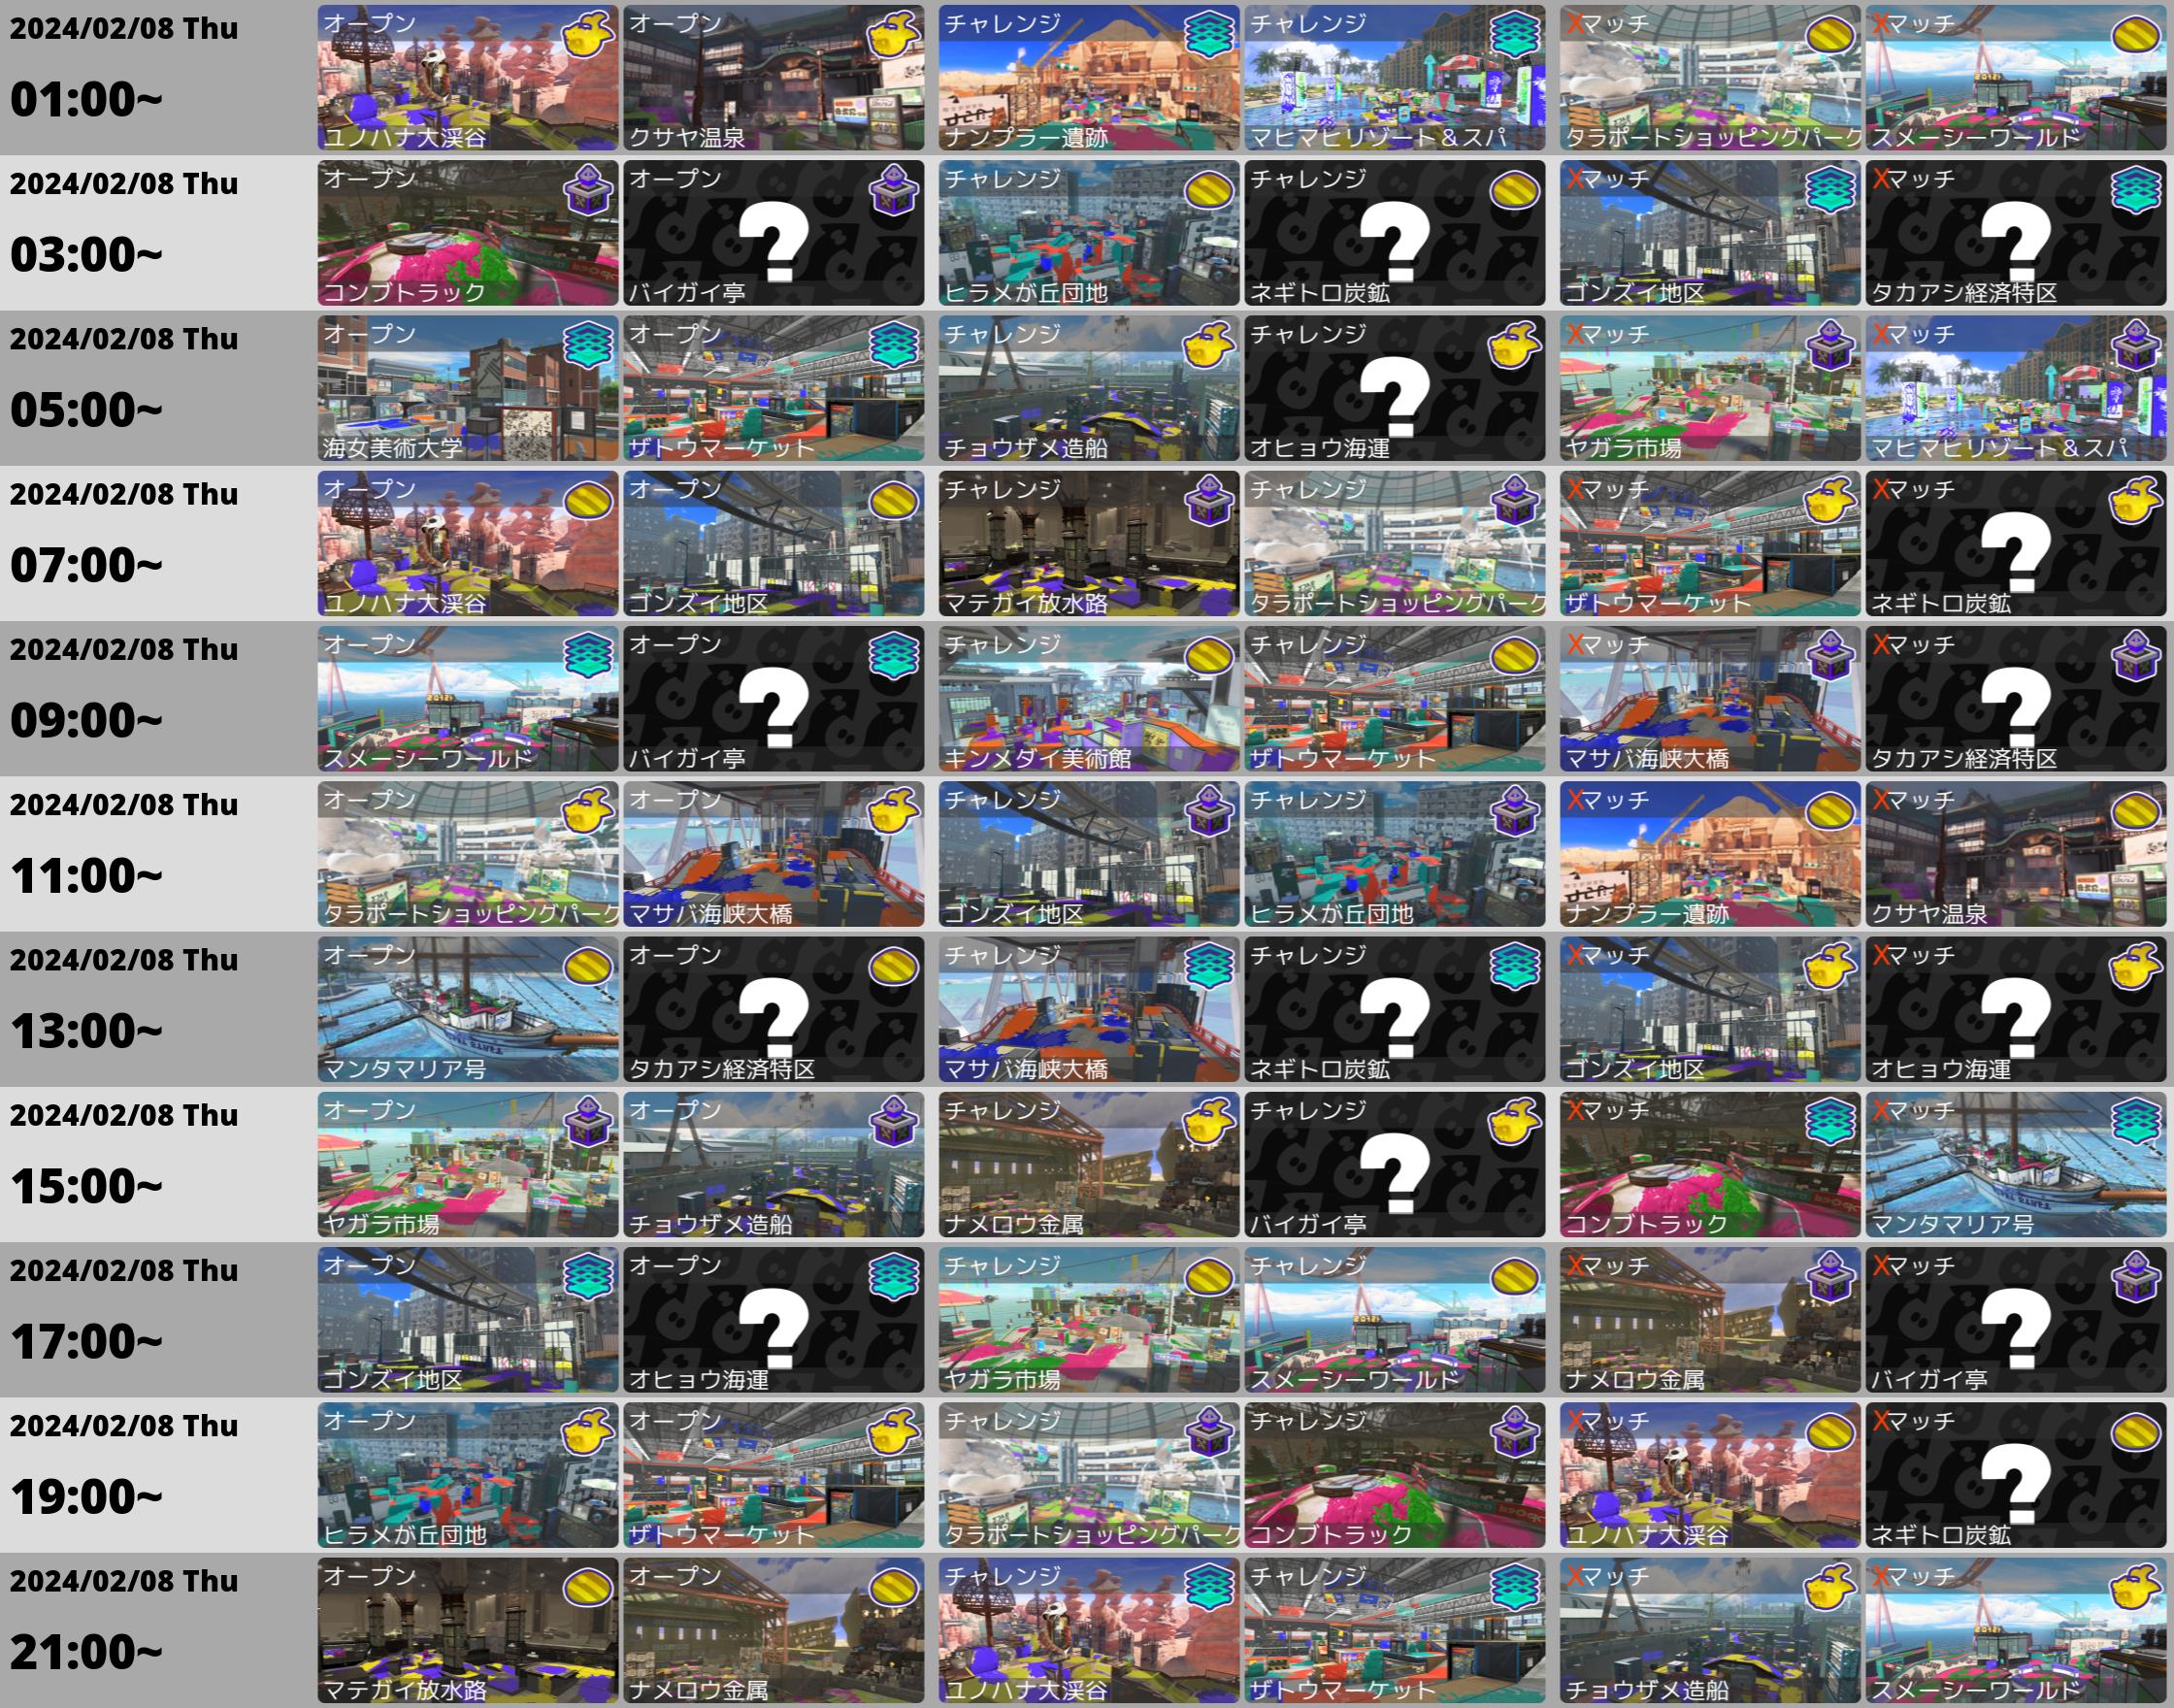 2024/02/08 Thu
01:00~
オープン
ユノハナ大渓谷
オープン
クサヤ温泉
チャレンジ
ナンプラー遺跡
チャレンジ
マヒマヒリゾート＆スパ
Xマッチ
タラポートショッピングパーク
Xマッチ
スメーシーワールド
2024/02/08 Thu
03:00~
オープン
コンブトラック
オープン
?
バイガイ亭
チャレンジ
ヒラメが丘団地
チャレンジ
?
ネギトロ炭鉱
Xマッチ
ゴンズイ地区
Xマッチ
?
タカアシ経済特区
2024/02/08 Thu
05:00~
オープン
海女美術大学
オープン
ザトウマーケット
チャレンジ
チョウザメ造船
チャレンジ
?
オヒョウ海運
Xマッチ
ヤガラ市場
Xマッチ
マヒマヒリゾート＆スパ
2024/02/08 Thu
07:00~
オープン
ユノハナ大渓谷
オープン
ゴンズイ地区
チャレンジ
マテガイ放水路
チャレンジ
タラポートショッピングパーク
Xマッチ
ザトウマーケット
Xマッチ
?
ネギトロ炭鉱
2024/02/08 Thu
09:00~
オープン
スメーシーワールド
オープン
?
バイガイ亭
チャレンジ
キンメダイ美術館
チャレンジ
ザトウマーケット
Xマッチ
マサバ海峡大橋
Xマッチ
?
タカアシ経済特区
2024/02/08 Thu
11:00~
オープン
タラポートショッピングパーク
オープン
マサバ海峡大橋
チャレンジ
ゴンズイ地区
チャレンジ
ヒラメが丘団地
Xマッチ
ナンプラー遺跡
Xマッチ
クサヤ温泉
2024/02/08 Thu
13:00~
オープン
マンタマリア号
オープン
?
タカアシ経済特区
チャレンジ
マサバ海峡大橋
チャレンジ
?
ネギトロ炭鉱
Xマッチ
ゴンズイ地区
Xマッチ
?
オヒョウ海運
2024/02/08 Thu
15:00~
オープン
ヤガラ市場
オープン
チョウザメ造船
チャレンジ
ナメロウ金属
チャレンジ
?
バイガイ亭
Xマッチ
コンブトラック
Xマッチ
マンタマリア号
2024/02/08 Thu
17:00~
オープン
ゴンズイ地区
オープン
?
オヒョウ海運
チャレンジ
ヤガラ市場
チャレンジ
スメーシーワールド
Xマッチ
ナメロウ金属
Xマッチ
?
バイガイ亭
2024/02/08 Thu
19:00~
オープン
ヒラメが丘団地
オープン
ザトウマーケット
チャレンジ
タラポートショッピングパーク
チャレンジ
コンブトラック
Xマッチ
ユノハナ大渓谷
Xマッチ
?
ネギトロ炭鉱
2024/02/08 Thu
21:00~
オープン
マテガイ放水路
オープン
ナメロウ金属
チャレンジ
ユノハナ大渓谷
チャレンジ
ザトウマーケット
Xマッチ
チョウザメ造船
Xマッチ
スメーシーワールド